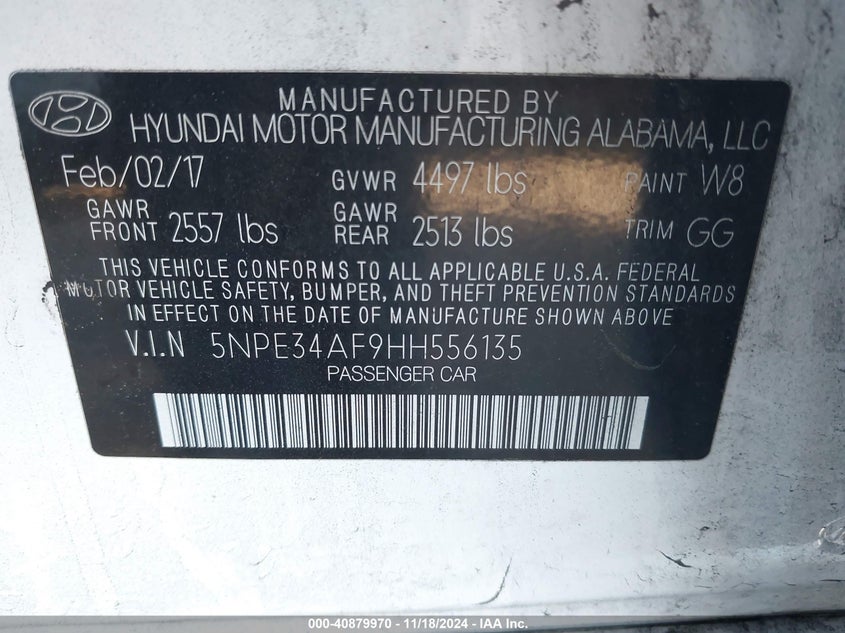 MANUFACTURED BY
HYUNDAI MOTOR MANUFACTURING ALABAMA, LLC
Feb/02/17 GVWR 4497 lbs PAINT W8
GAWR FRONT 2557 lbs GAWR REAR 2513 lbs TRIM GG
THIS VEHICLE CONFORMS TO ALL APPLICABLE U.S.A. FEDERAL
MOTOR VEHICLE SAFETY, BUMPER, AND THEFT PREVENTION STANDARDS
IN EFFECT ON THE DATE OF MANUFACTURE SHOWN ABOVE
V.I.N 5NPE34AF9HH556135
PASSENGER CAR
000-40879970 - 11/18/2024 - IAA Inc.